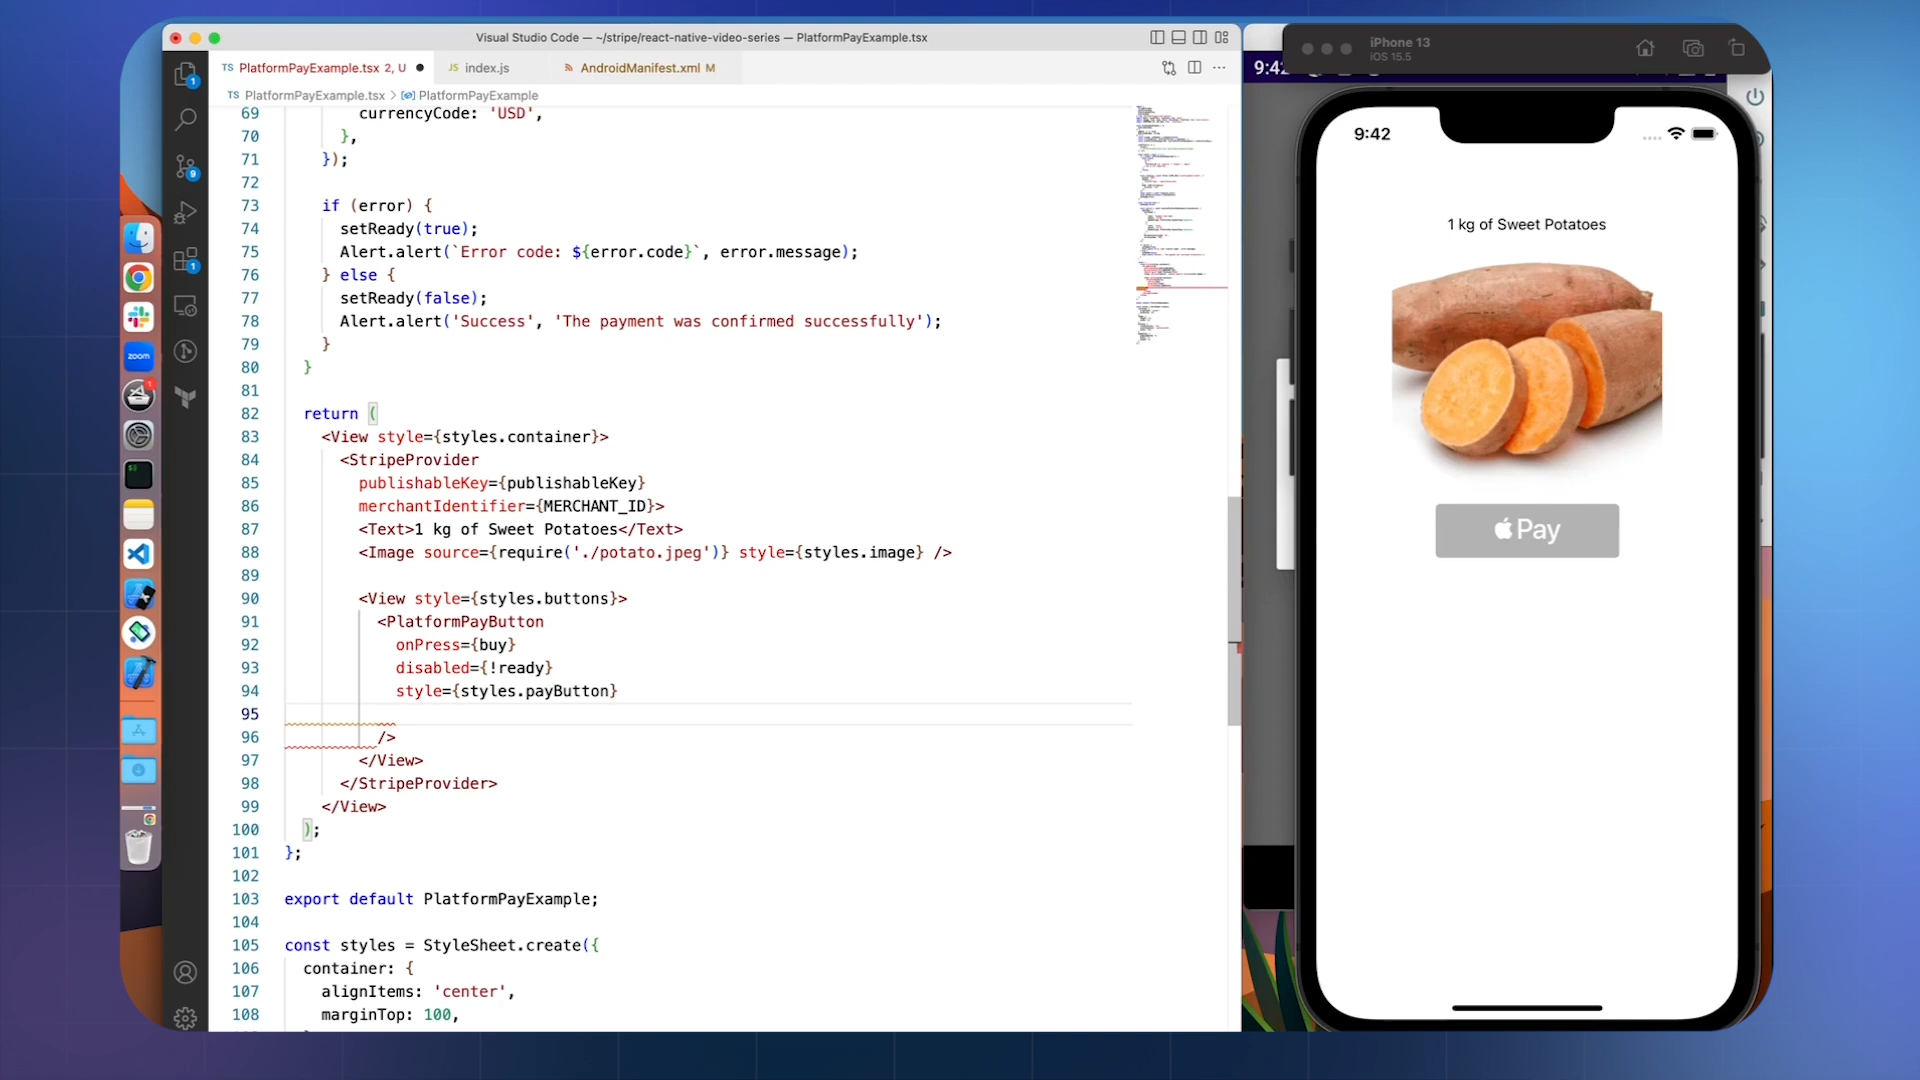 Visual Studio Code — ~/stripe/react-native-video-series — PlatformPayExample.tsx
TS PlatformPayExample.tsx 2, U
JS index.js
AndroidManifest.xml M
TS PlatformPayExample.tsx > PlatformPayExample
69 currencyCode: 'USD',
70 },
71 });
72
73 if (error) {
74 setReady(true);
75 Alert.alert(`Error code: ${error.code}`, error.message);
76 } else {
77 setReady(false);
78 Alert.alert('Success', 'The payment was confirmed successfully');
79 }
80 }
81
82 return (
83 <View style={styles.container}>
84 <StripeProvider
85 publishableKey={publishableKey}
86 merchantIdentifier={MERCHANT_ID}>
87 <Text>1 kg of Sweet Potatoes</Text>
88 <Image source={require('./potato.jpeg')} style={styles.image} />
89
90 <View style={styles.buttons}>
91 <PlatformPayButton
92 onPress={buy}
93 disabled={!ready}
94 style={styles.payButton}
95
96 />
97 </View>
98 </StripeProvider>
99 </View>
100 );
101 };
102
103 export default PlatformPayExample;
104
105 const styles = StyleSheet.create({
106 container: {
107 alignItems: 'center',
108 marginTop: 100,
1
9
1
zoom
1
9:42
iPhone 13
iOS 15.5
9:42
1 kg of Sweet Potatoes
Pay